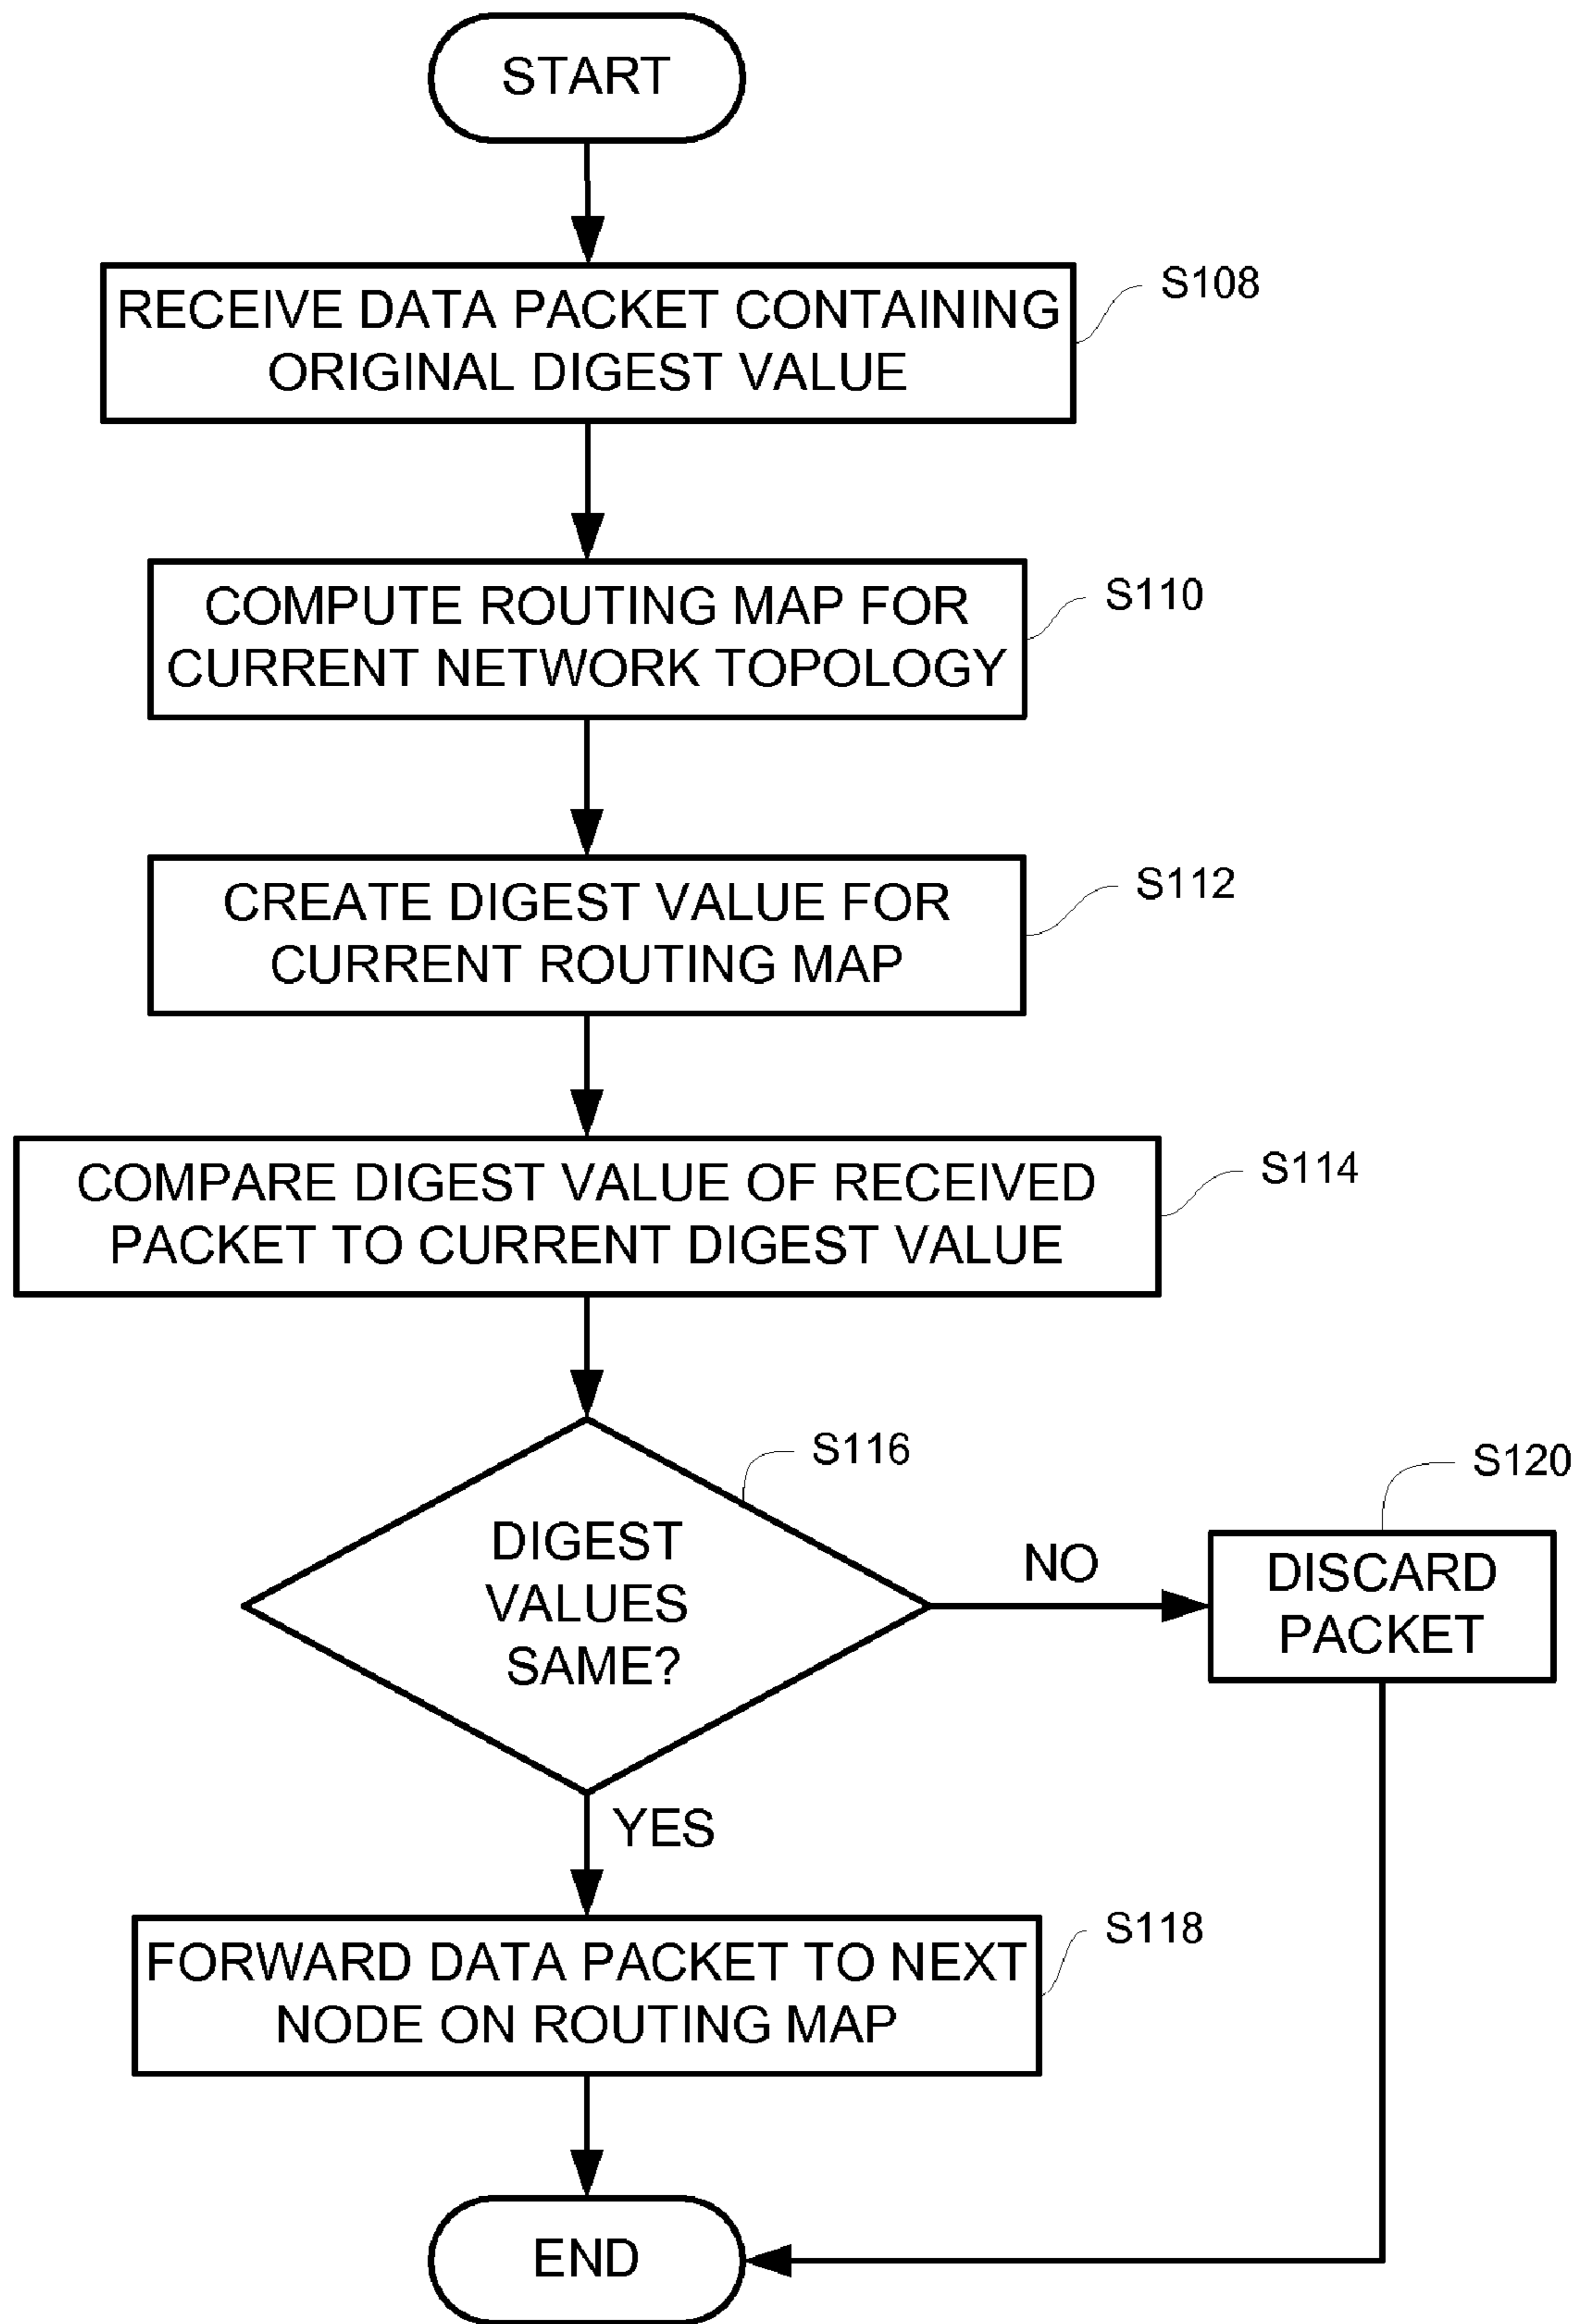 START
RECEIVE DATA PACKET CONTAINING
ORIGINAL DIGEST VALUE
S108
COMPUTE ROUTING MAP FOR
CURRENT NETWORK TOPOLOGY
S110
CREATE DIGEST VALUE FOR
CURRENT ROUTING MAP
S112
COMPARE DIGEST VALUE OF RECEIVED
PACKET TO CURRENT DIGEST VALUE
S114
DIGEST
VALUES
SAME?
S116
NO
DISCARD
PACKET
S120
YES
FORWARD DATA PACKET TO NEXT
NODE ON ROUTING MAP
S118
END